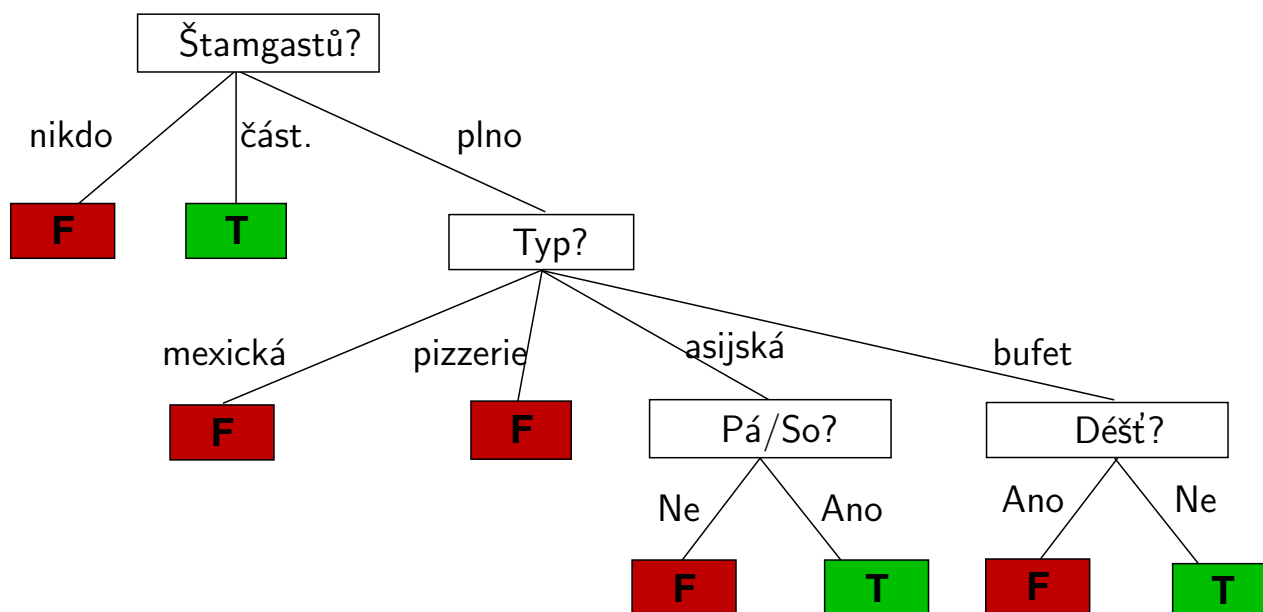 Štamgastů?
nikdo
část.
plno
F
T
Typ?
mexická
pizzerie
asijská
bufet
F
F
Pá/So?
Déšť?
Ne
Ano
Ano
Ne
F
T
F
T